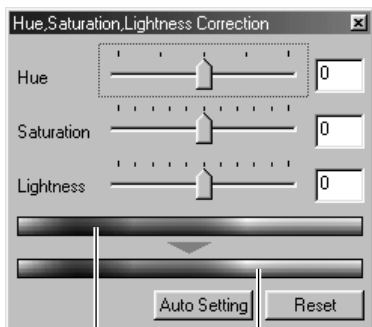 Hue,Saturation,Lightness Correction
Hue 0
Saturation 0
Lightness 0
Auto Setting Reset